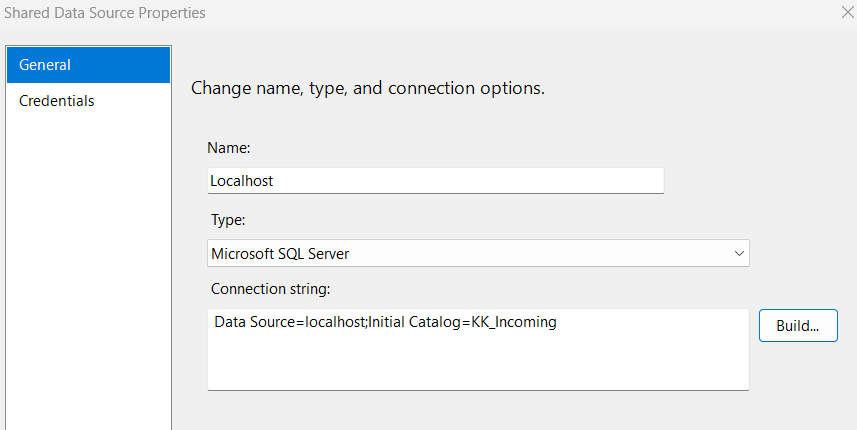 Shared Data Source Properties
General
Credentials
Change name, type, and connection options.
Name:
Localhost
Type:
Microsoft SQL Server
Connection string:
Data Source=localhost;Initial Catalog=KK_Incoming
Build...